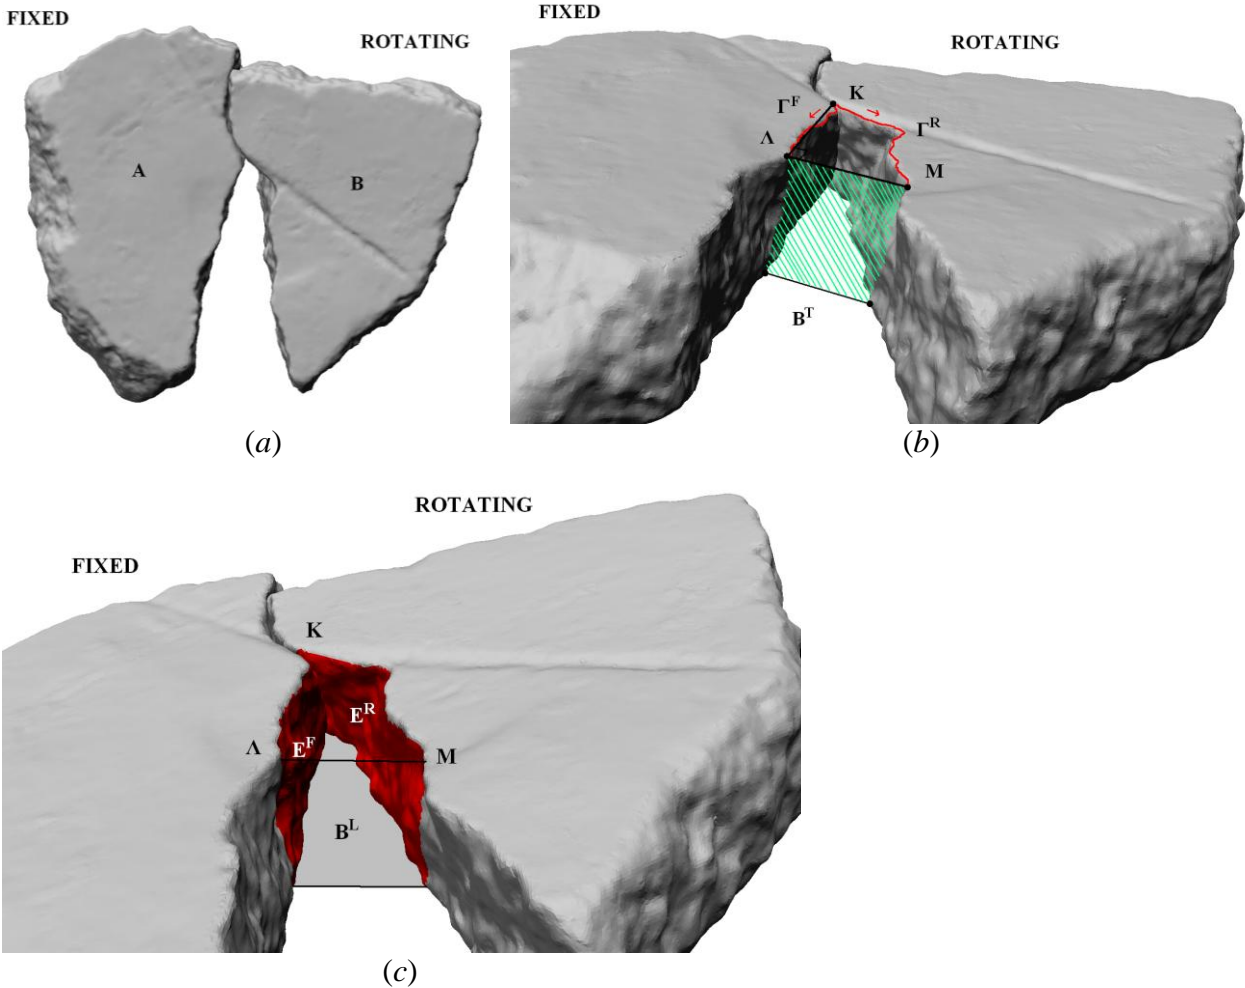 FIXED
ROTATING
A
B
(a)
FIXED
ROTATING
K
Γ^F
Γ^R
Λ
M
B^T
(b)
ROTATING
FIXED
K
E^R
Λ
E^F
M
B^L
(c)